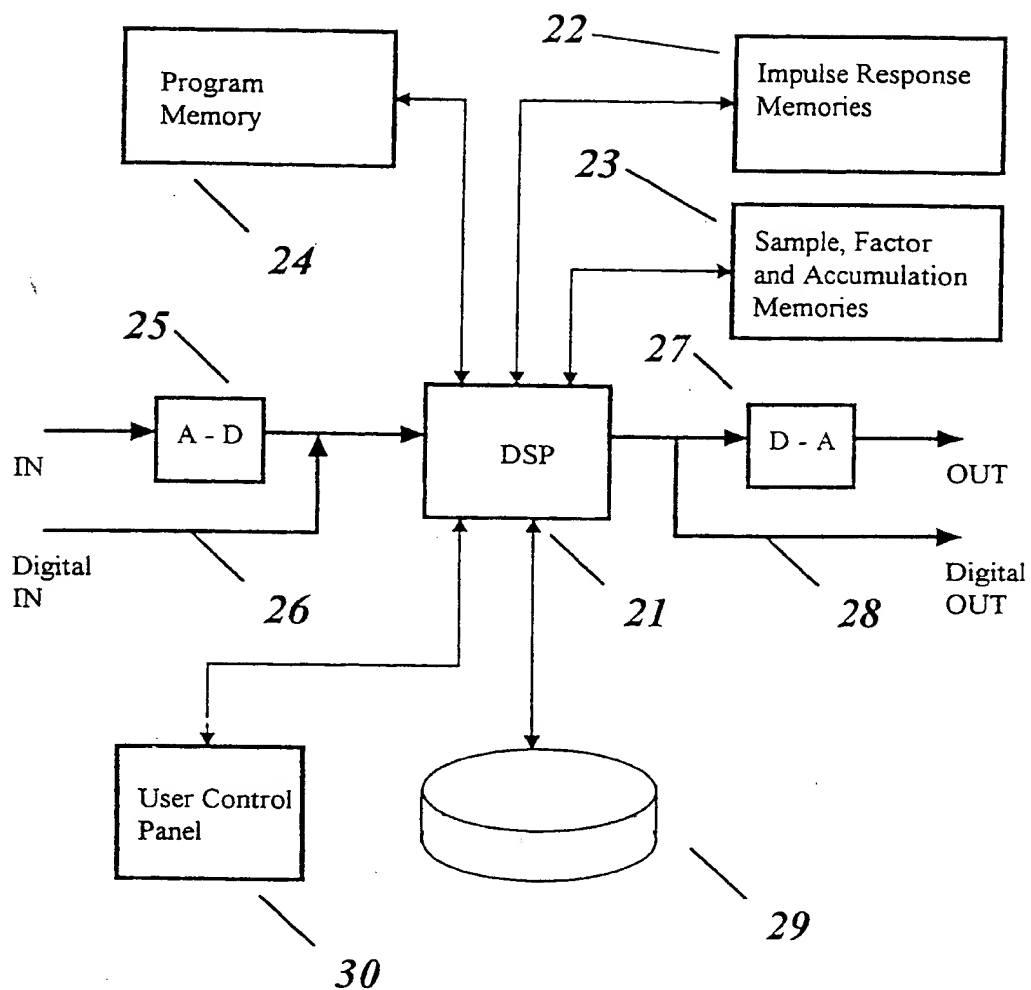 22
Program
Memory
Impulse Response
Memories
23
24
Sample, Factor
and Accumulation
Memories
25
27
A - D
DSP
D - A
IN
OUT
Digital
IN
26
21
28
Digital
OUT
User Control
Panel
29
30